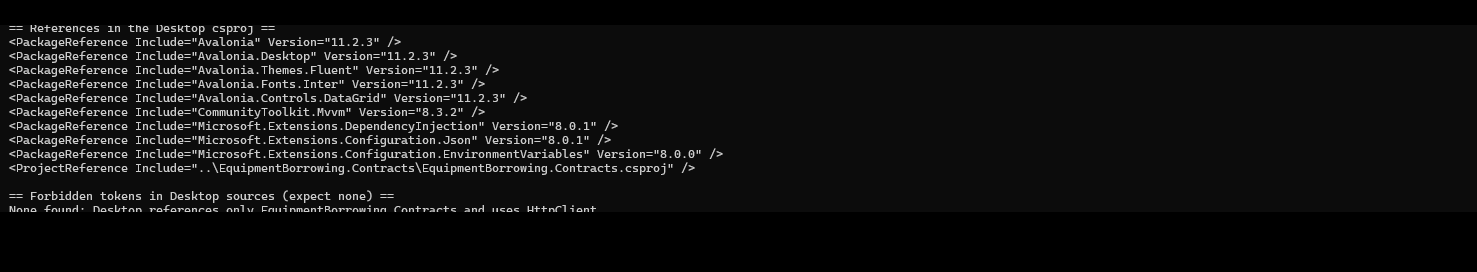 == References in the Desktop csproj ==
<PackageReference Include="Avalonia" Version="11.2.3" />
<PackageReference Include="Avalonia.Desktop" Version="11.2.3" />
<PackageReference Include="Avalonia.Themes.Fluent" Version="11.2.3" />
<PackageReference Include="Avalonia.Fonts.Inter" Version="11.2.3" />
<PackageReference Include="Avalonia.Controls.DataGrid" Version="11.2.3" />
<PackageReference Include="CommunityToolkit.Mvvm" Version="8.3.2" />
<PackageReference Include="Microsoft.Extensions.DependencyInjection" Version="8.0.1" />
<PackageReference Include="Microsoft.Extensions.Configuration.Json" Version="8.0.1" />
<PackageReference Include="Microsoft.Extensions.Configuration.EnvironmentVariables" Version="8.0.0" />
<ProjectReference Include="..\EquipmentBorrowing.Contracts\EquipmentBorrowing.Contracts.csproj" />
== Forbidden tokens in Desktop sources (expect none) ==
None found: Desktop references only EquipmentBorrowing.Contracts and uses HttpClient